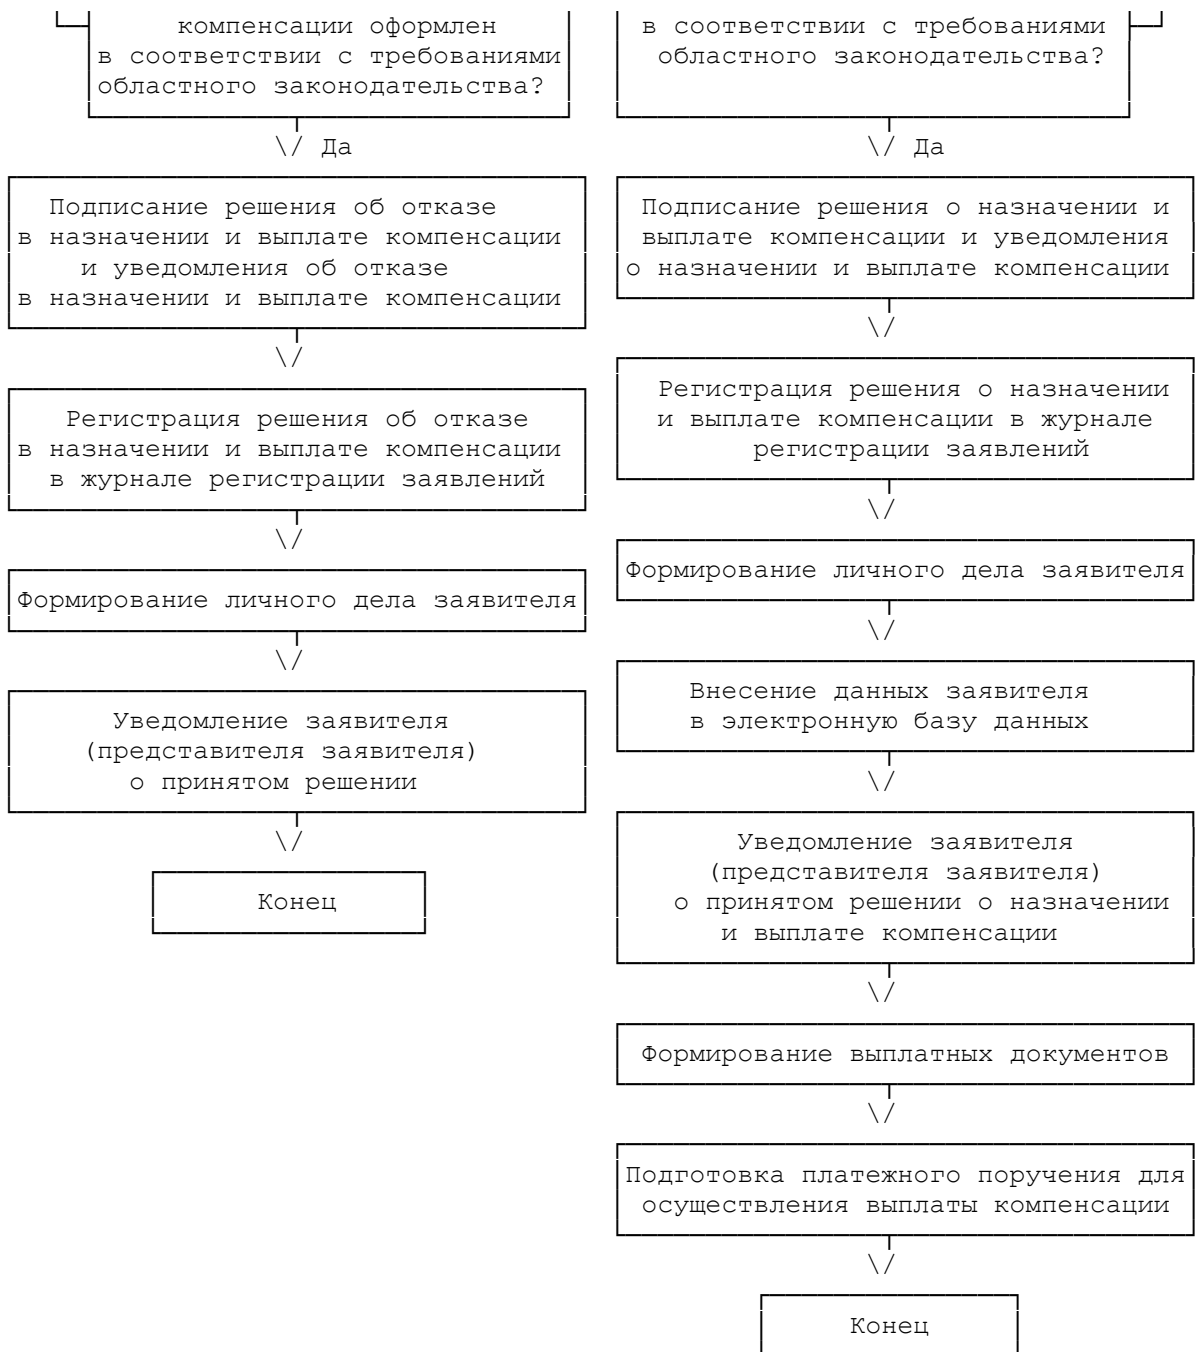 компенсации оформлен
в соответствии с требованиями
областного законодательства?
\/ Да
Подписание решения об отказе
в назначении и выплате компенсации
и уведомления об отказе
в назначении и выплате компенсации
\/
Регистрация решения об отказе
в назначении и выплате компенсации
в журнале регистрации заявлений
\/
Формирование личного дела заявителя
\/
Уведомление заявителя
(представителя заявителя)
о принятом решении
\/
Конец
в соответствии с требованиями
областного законодательства?
\/ Да
Подписание решения о назначении и
выплате компенсации и уведомления
о назначении и выплате компенсации
\/
Регистрация решения о назначении
и выплате компенсации в журнале
регистрации заявлений
\/
Формирование личного дела заявителя
\/
Внесение данных заявителя
в электронную базу данных
\/
Уведомление заявителя
(представителя заявителя)
о принятом решении о назначении
и выплате компенсации
\/
Формирование выплатных документов
\/
Подготовка платежного поручения для
осуществления выплаты компенсации
\/
Конец